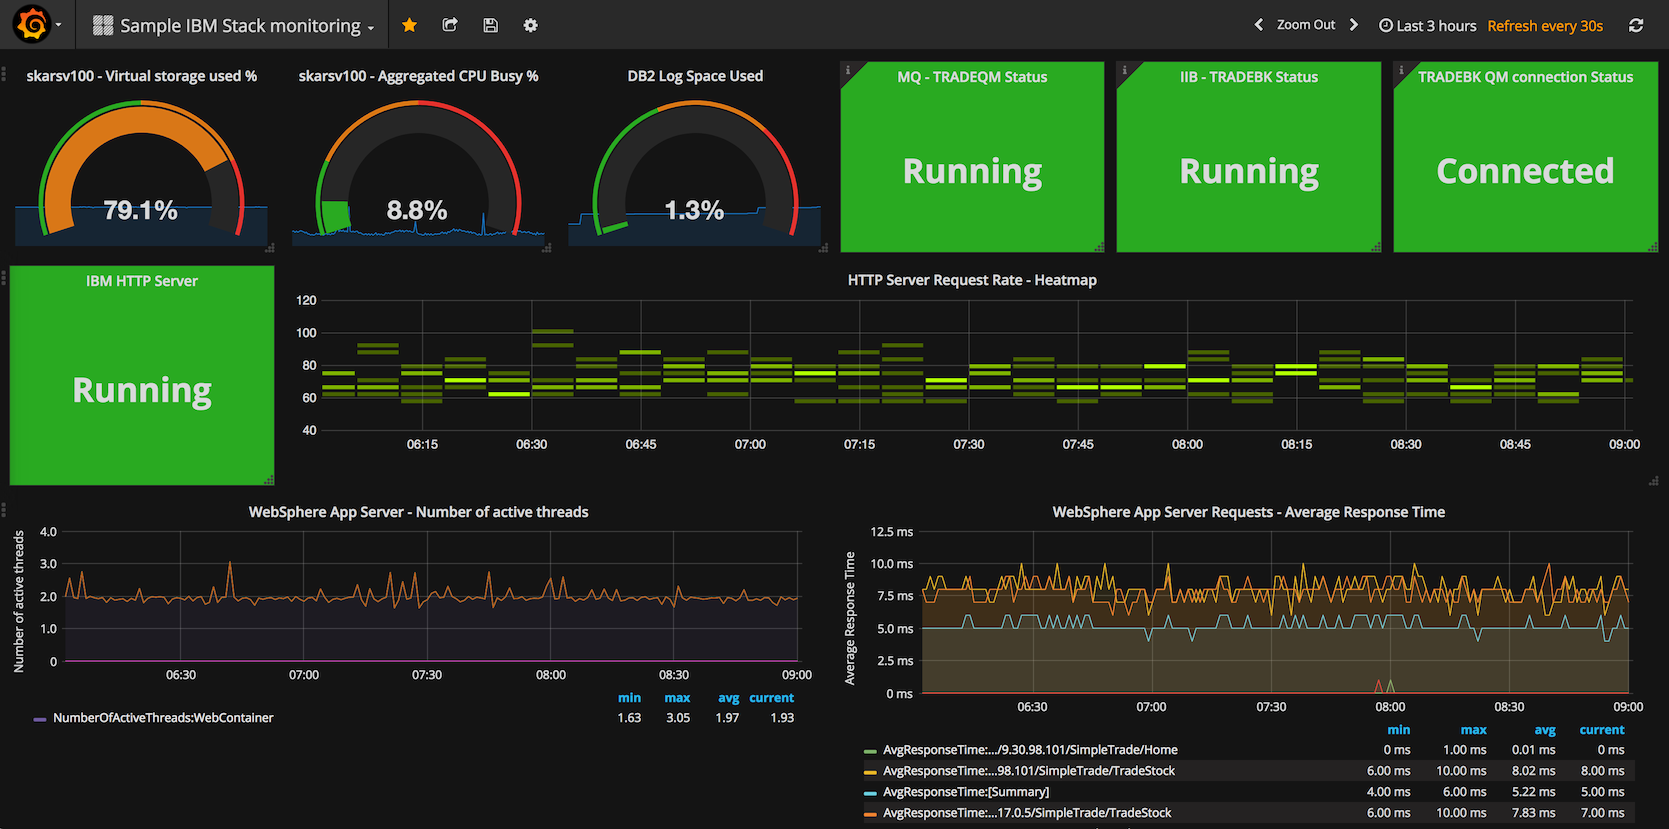 Sample IBM Stack monitoring
Zoom Out
Last 3 hours
Refresh every 30s
skarsv100 - Virtual storage used %
79.1%
skarsv100 - Aggregated CPU Busy %
8.8%
DB2 Log Space Used
1.3%
MQ - TRADEQM Status
Running
IIB - TRADEBK Status
Running
TRADEBK QM connection Status
Connected
IBM HTTP Server
Running
HTTP Server Request Rate - Heatmap
120
100
80
60
40
06:15 06:30 06:45 07:00 07:15 07:30 07:45 08:00 08:15 08:30 08:45 09:00
WebSphere App Server - Number of active threads
Number of active threads
4.0
3.0
2.0
1.0
0
06:30 07:00 07:30 08:00 08:30 09:00
min max avg current
NumberOfActiveThreads:WebContainer 1.63 3.05 1.97 1.93
WebSphere App Server Requests - Average Response Time
Average Response Time
12.5 ms
10.0 ms
7.5 ms
5.0 ms
2.5 ms
0 ms
06:30 07:00 07:30 08:00 08:30 09:00
min max avg current
AvgResponseTime:.../9.30.98.101/SimpleTrade/Home 0 ms 1.00 ms 0.01 ms 0 ms
AvgResponseTime:...98.101/SimpleTrade/TradeStock 6.00 ms 10.00 ms 8.02 ms 8.00 ms
AvgResponseTime:[Summary] 4.00 ms 6.00 ms 5.22 ms 5.00 ms
AvgResponseTime:...17.0.5/SimpleTrade/TradeStock 6.00 ms 10.00 ms 7.83 ms 7.00 ms